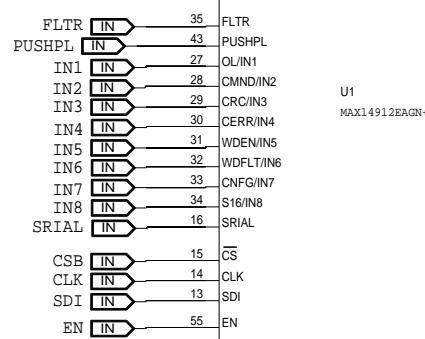 FLTR IN 35 FLTR
PUSHPL IN 43 PUSHPL
IN1 IN 27 OL/IN1
IN2 IN 28 CMND/IN2
IN3 IN 29 CRC/IN3
IN4 IN 30 CERR/IN4
IN5 IN 31 WDEN/IN5
IN6 IN 32 WDFLT/IN6
IN7 IN 33 CNFG/IN7
IN8 IN 34 S16/IN8
SRIAL IN 16 SRIAL
CSB IN 15 CS
CLK IN 14 CLK
SDI IN 13 SDI
EN IN 55 EN
U1
MAX14912EAGN+